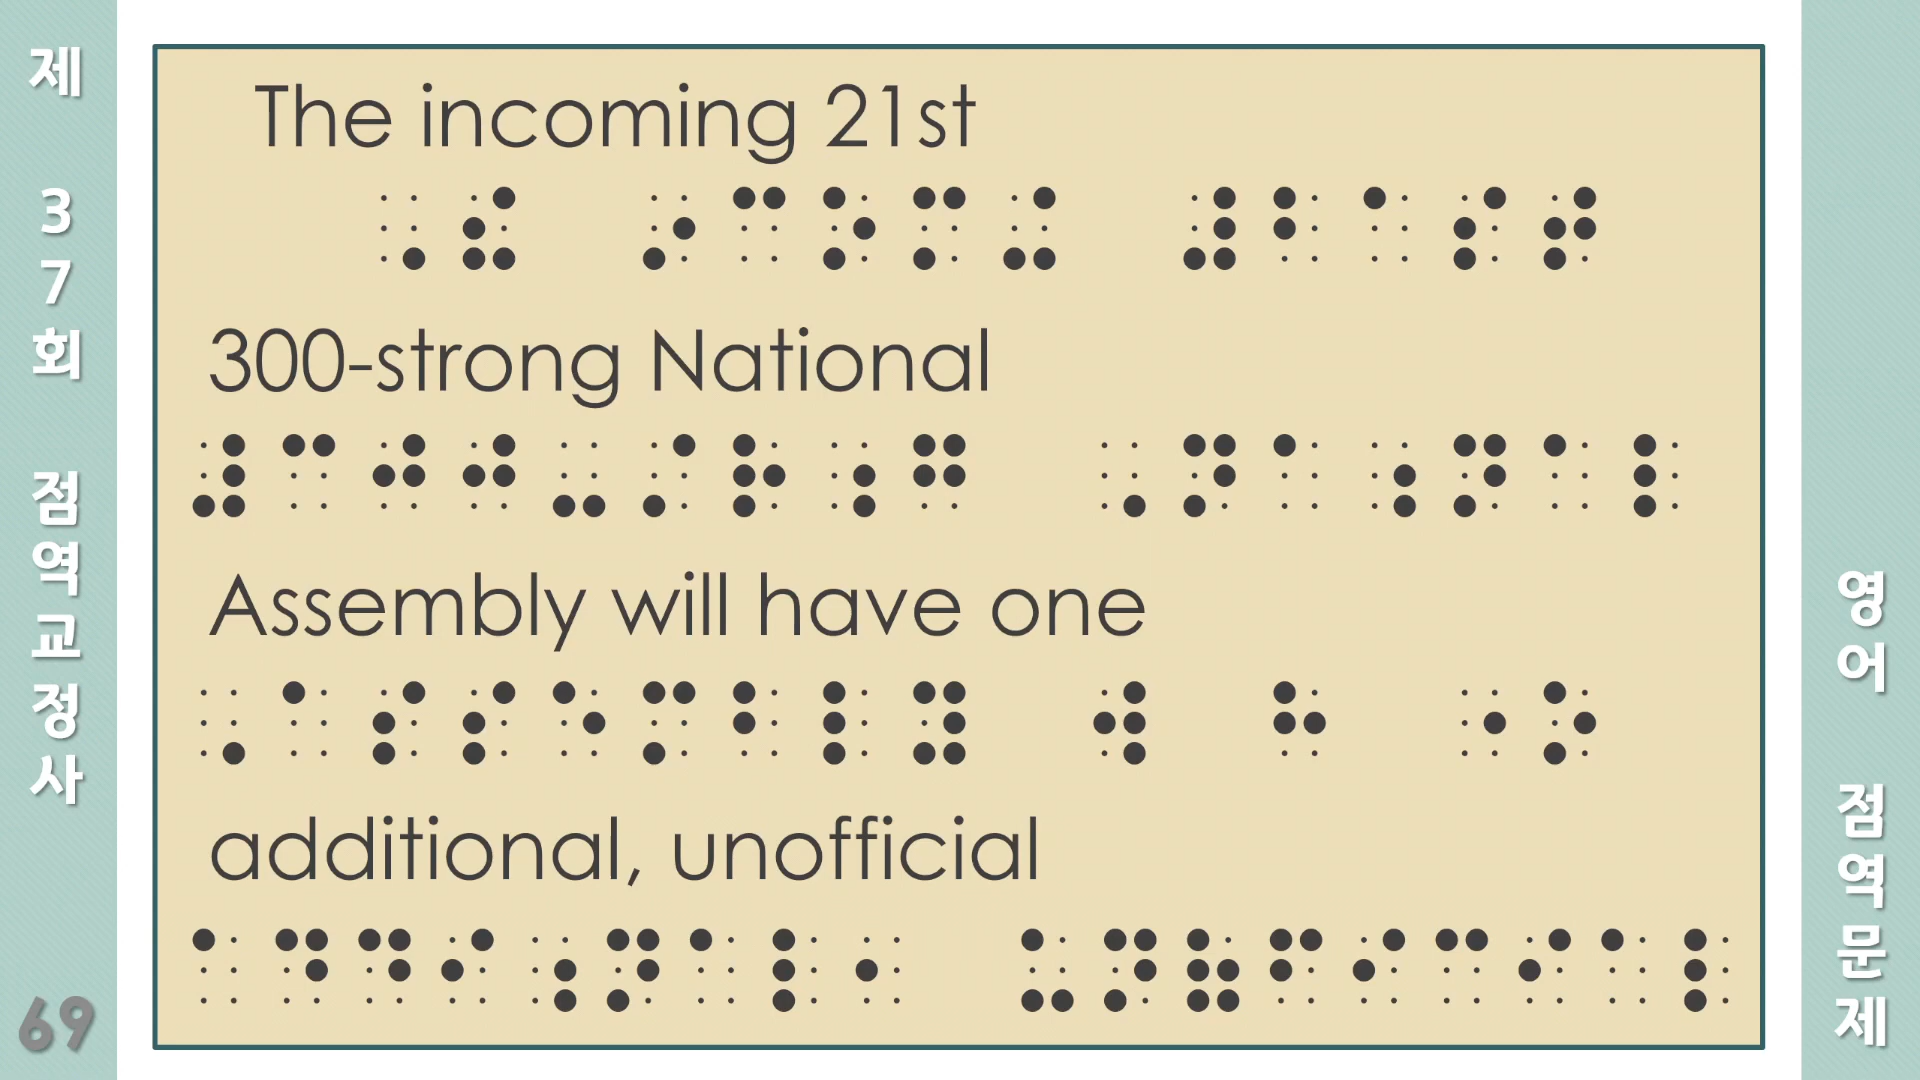 제 37회 점역교정사
69
The incoming 21st
⠠⠮ ⠔⠉⠕⠍⠬ ⠼⠃⠁⠎⠞
300-strong National
⠼⠉⠚⠚⠤⠌⠗⠰⠛ ⠠⠝⠁⠰⠝⠁⠇
Assembly will have one
⠠⠁⠎⠎⠑⠍⠃⠇⠽ ⠺ ⠓ ⠐⠕
additional, unofficial
⠁⠙⠙⠊⠰⠝⠁⠇⠂ ⠥⠝⠷⠋⠊⠉⠊⠁⠇
영어 점역문제